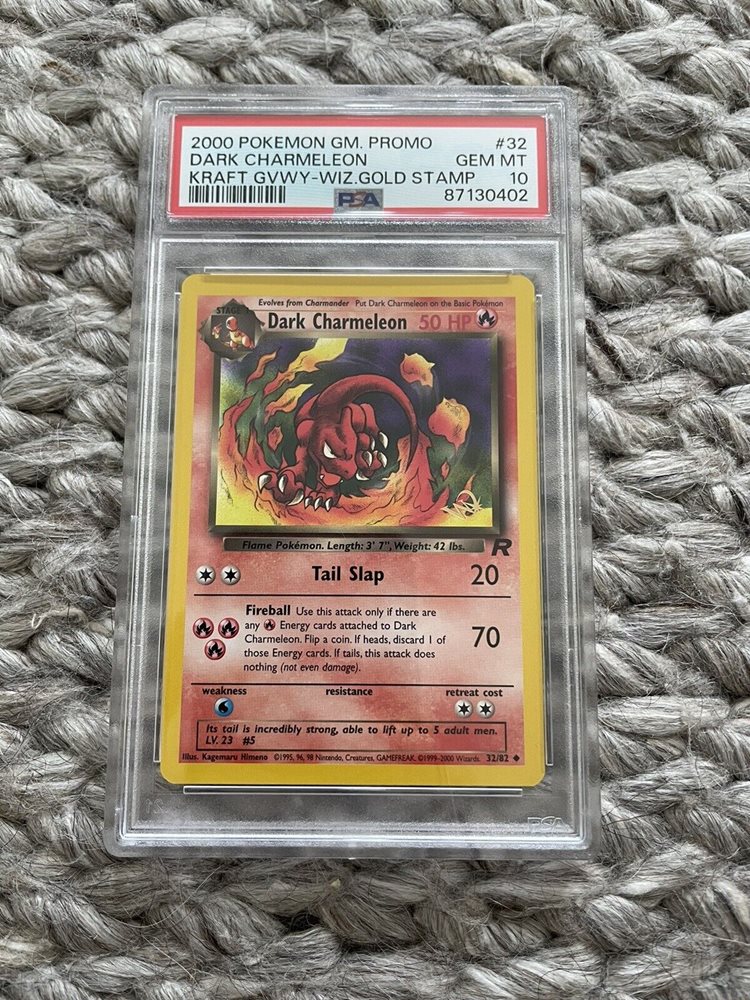 2000 POKEMON GM. PROMO #32
DARK CHARMELEON GEM MT
KRAFT GVWY-WIZ.GOLD STAMP 10
PSA 87130402
Evolves from Charmander Put Dark Charmeleon on the Basic Pokémon
STAGE 1
Dark Charmeleon 50 HP
Flame Pokémon. Length: 3' 7", Weight: 42 lbs. R
Tail Slap 20
Fireball Use this attack only if there are
any Energy cards attached to Dark
Charmeleon. Flip a coin. If heads, discard 1 of
those Energy cards. If tails, this attack does
nothing (not even damage).
70
weakness resistance retreat cost
Its tail is incredibly strong, able to lift up to 5 adult men.
LV. 23 #5
Illus. Kagemaru Himeno ©1995, 96, 98 Nintendo, Creatures, GAMEFREAK. ©1999-2000 Wizards. 32/82